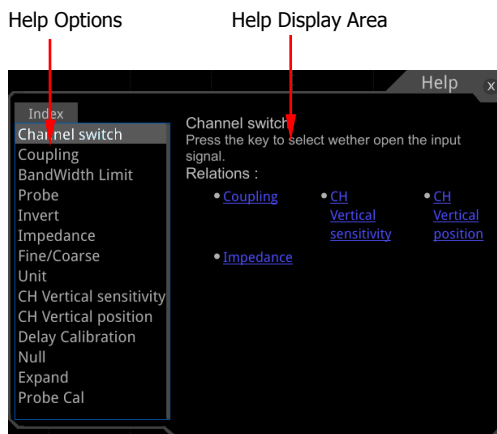 Help Options
Help Display Area
Help
x
Index
Channel switch
Coupling
BandWidth Limit
Probe
Invert
Impedance
Fine/Coarse
Unit
CH Vertical sensitivity
CH Vertical position
Delay Calibration
Null
Expand
Probe Cal
Channel switch
Press the key to select wether open the input
signal.
Relations :
• Coupling
• CH
Vertical
sensitivity
• CH
Vertical
position
• Impedance